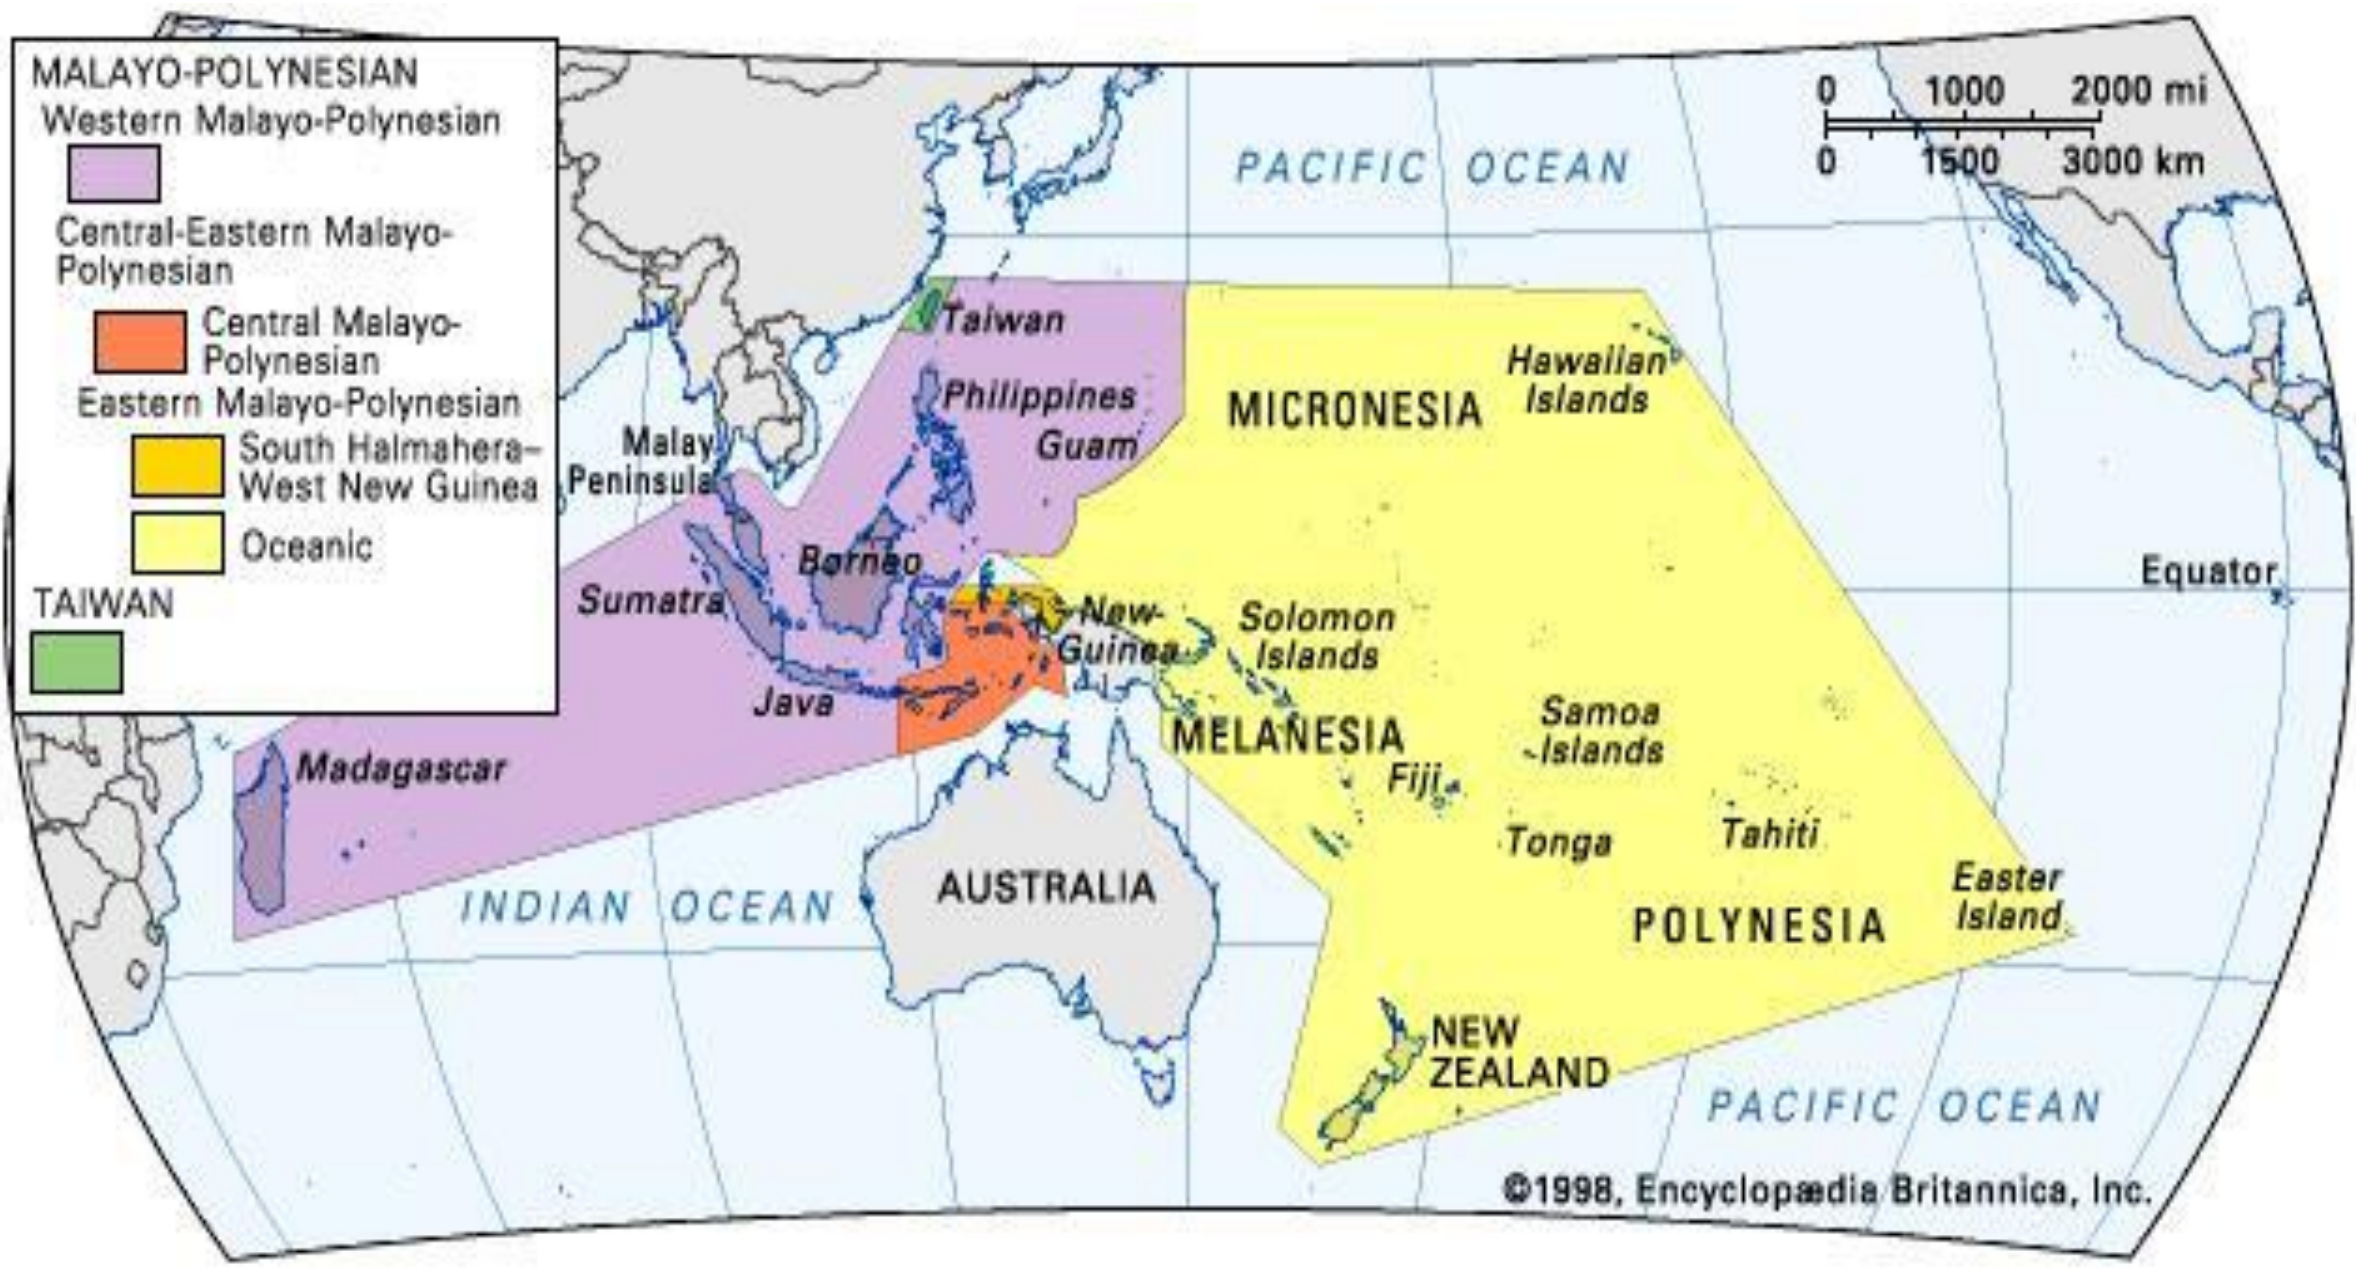 MALAYO-POLYNESIAN
Western Malayo-Polynesian
Central-Eastern Malayo-
Polynesian
Central Malayo-
Polynesian
Eastern Malayo-Polynesian
South Halmahera–
West New Guinea
Oceanic
TAIWAN
0 1000 2000 mi
0 1500 3000 km
PACIFIC OCEAN
Taiwan
Philippines
Guam
Malay
Peninsula
MICRONESIA
Hawaiian
Islands
Borneo
Sumatra
Java
New
Guinea
Solomon
Islands
Equator
MELANESIA
Samoa
Islands
Fiji
Tonga
Tahiti
Easter
Island
POLYNESIA
Madagascar
INDIAN OCEAN
AUSTRALIA
NEW
ZEALAND
PACIFIC OCEAN
©1998, Encyclopædia Britannica, Inc.